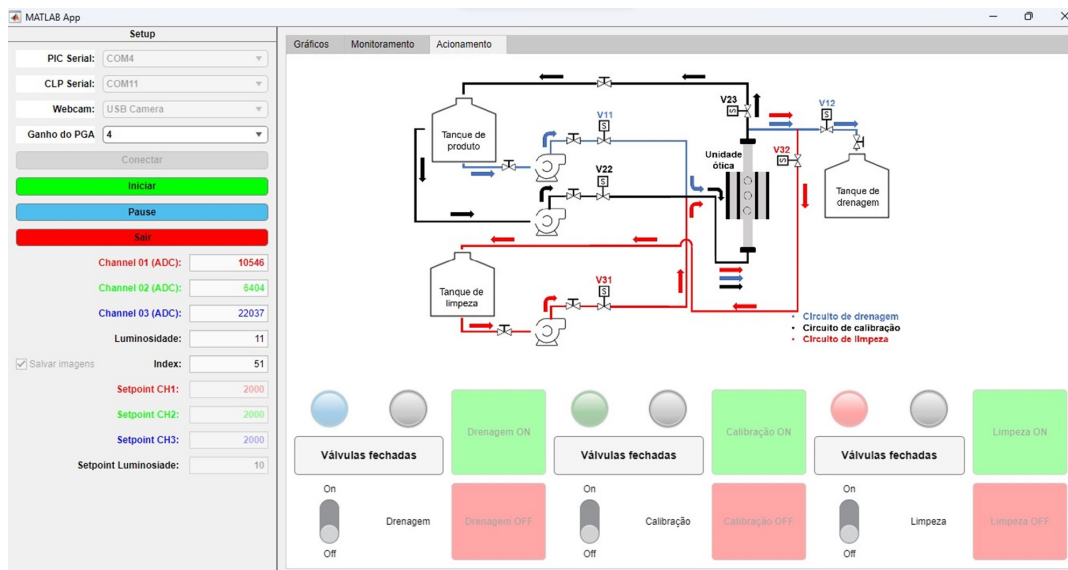 MATLAB App
Setup
PIC Serial: COM4
CLP Serial: COM11
Webcam: USB Camera
Ganho do PGA 4
Conectar
Iniciar
Pause
Sair
Channel 01 (ADC): 10546
Channel 02 (ADC): 6404
Channel 03 (ADC): 22037
Luminosidade: 11
Salvar imagens Index: 51
Setpoint CH1: 2000
Setpoint CH2: 2000
Setpoint CH3: 2000
Setpoint Luminosiade: 10
Gráficos Monitoramento Acionamento
Tanque de
produto
V11
S
V22
S
V23
S
V12
S
V32
S
Unidade
ótica
Tanque de
drenagem
Tanque de
limpeza
V31
S
• Circuito de drenagem
• Circuito de calibração
• Circuito de limpeza
Drenagem ON
Calibração ON
Limpeza ON
Válvulas fechadas
Válvulas fechadas
Válvulas fechadas
On
Off
Drenagem
Drenagem OFF
On
Off
Calibração
Calibração OFF
On
Off
Limpeza
Limpeza OFF